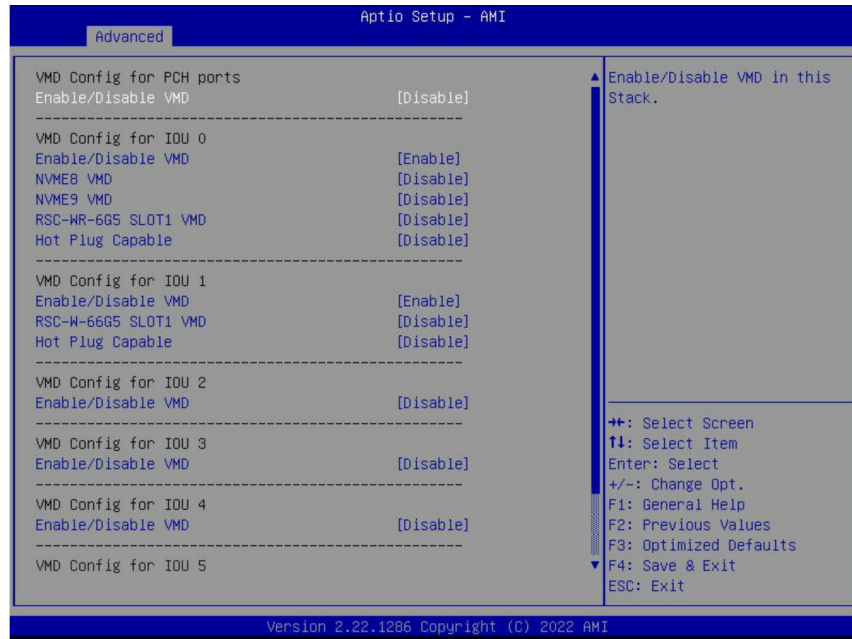 Aptio Setup – AMI
Advanced
VMD Config for PCH ports
Enable/Disable VMD [Disable]
------------------------------------------------------
VMD Config for IOU 0
Enable/Disable VMD [Enable]
NVME8 VMD [Disable]
NVME9 VMD [Disable]
RSC-WR-6G5 SLOT1 VMD [Disable]
Hot Plug Capable [Disable]
------------------------------------------------------
VMD Config for IOU 1
Enable/Disable VMD [Enable]
RSC-W-66G5 SLOT1 VMD [Disable]
Hot Plug Capable [Disable]
------------------------------------------------------
VMD Config for IOU 2
Enable/Disable VMD [Disable]
------------------------------------------------------
VMD Config for IOU 3
Enable/Disable VMD [Disable]
------------------------------------------------------
VMD Config for IOU 4
Enable/Disable VMD [Disable]
------------------------------------------------------
VMD Config for IOU 5
Enable/Disable VMD in this
Stack.
→←: Select Screen
↑↓: Select Item
Enter: Select
+/-: Change Opt.
F1: General Help
F2: Previous Values
F3: Optimized Defaults
F4: Save & Exit
ESC: Exit
Version 2.22.1286 Copyright (C) 2022 AMI